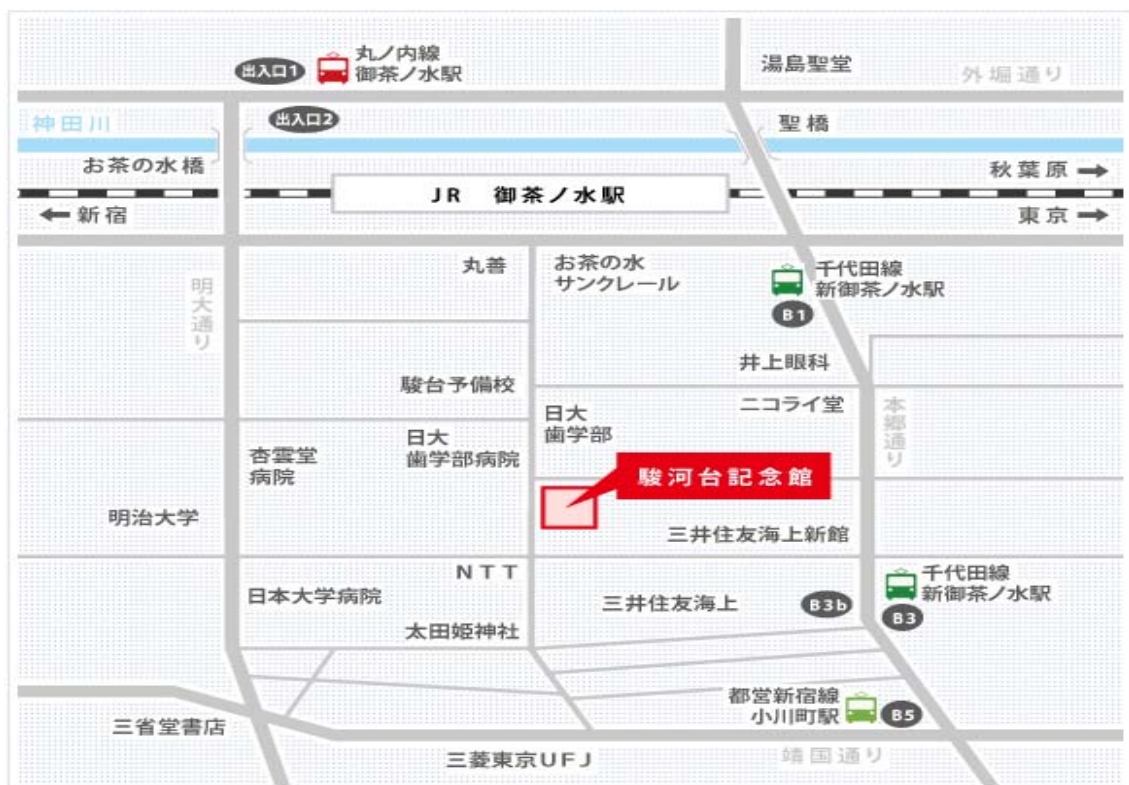 丸ノ内線
出入口1
御茶ノ水駅
湯島聖堂
外堀通り
神田川
出入口2
聖橋
お茶の水橋
秋葉原 →
JR 御茶ノ水駅
← 新宿
東京 →
明大通り
丸善
お茶の水
サンクレール
千代田線
新御茶ノ水駅
B1
井上眼科
駿台予備校
ニコライ堂
本郷通り
日大
歯学部
日大
歯学部病院
杏雲堂
病院
駿河台記念館
明治大学
三井住友海上新館
NTT
千代田線
新御茶ノ水駅
日本大学病院
三井住友海上
B3b
B3
太田姫神社
都営新宿線
小川町駅
B5
三省堂書店
三菱東京UFJ
靖国通り